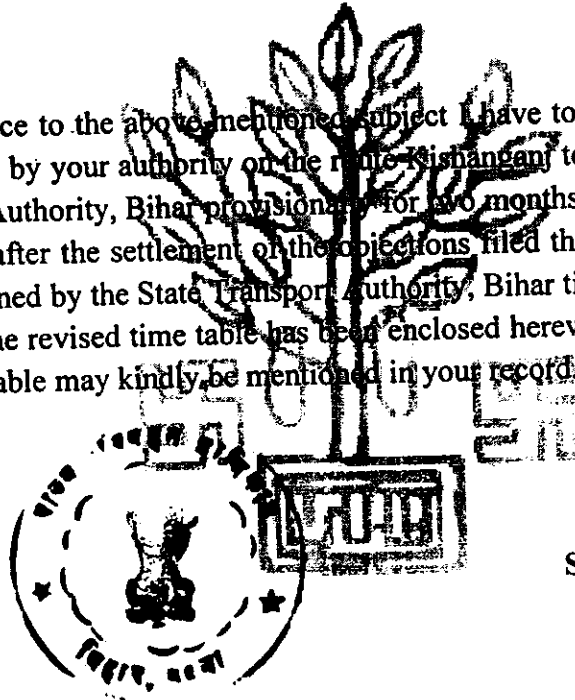 ce to the above mentioned subject I have to
by your authority on the route Kishanganj to
Authority, Bihar provisionally for two months
after the settlement of the objections filed th
ned by the State Transport Authority, Bihar ti
he revised time table has been enclosed herew
able may kindly be mentioned in your record.
S
बिहार, पटना